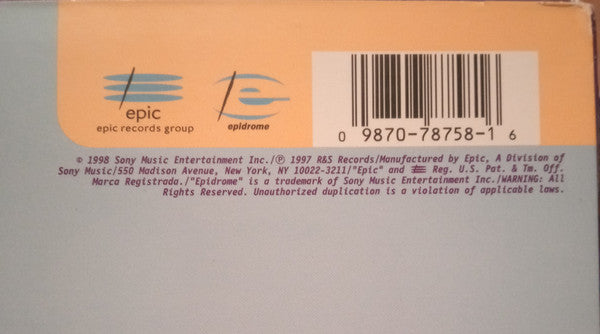 epic
epic records group
epidrome
0 9870-78758-1 6
© 1998 Sony Music Entertainment Inc./℗ 1997 R&S Records/Manufactured by Epic, A Division of
Sony Music/550 Madison Avenue, New York, NY 10022-3211/"Epic" and Reg. U.S. Pat. & Tm. Off.
Marca Registrada./"Epidrome" is a trademark of Sony Music Entertainment Inc./WARNING: All
Rights Reserved. Unauthorized duplication is a violation of applicable laws.